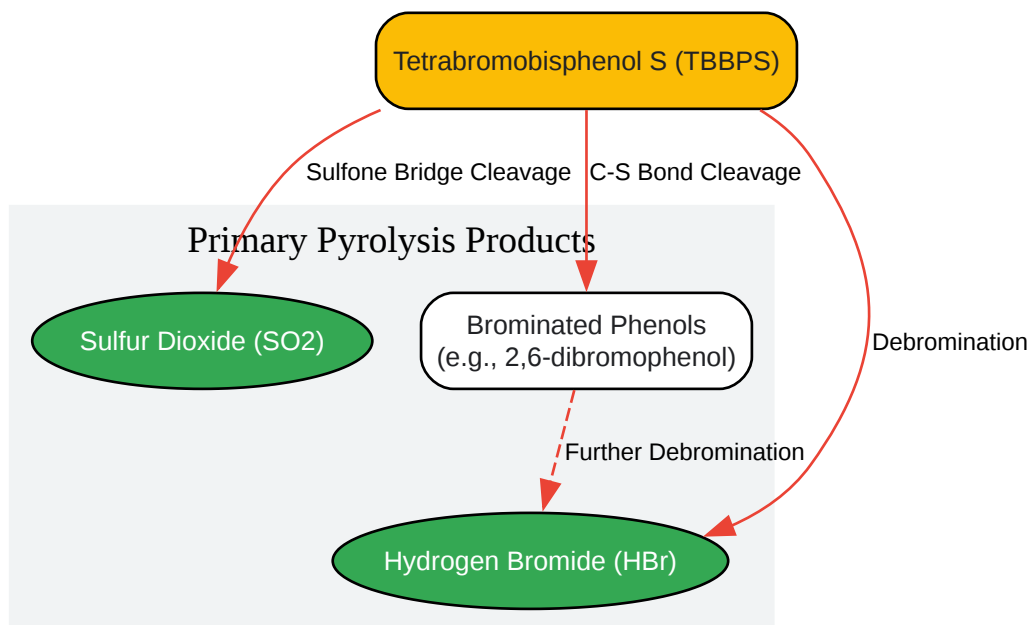 Tetrabromobisphenol S (TBBPS)
Sulfone Bridge Cleavage
C-S Bond Cleavage
Primary Pyrolysis Products
Sulfur Dioxide (SO2)
Brominated Phenols
(e.g., 2,6-dibromophenol)
Debromination
Further Debromination
Hydrogen Bromide (HBr)